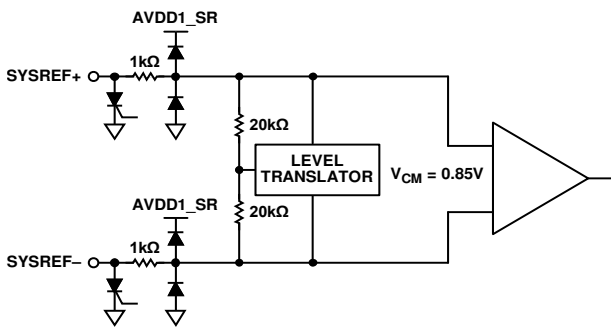 AVDD1_SR
1kΩ
SYSREF+
20kΩ
LEVEL
TRANSLATOR
VCM = 0.85V
20kΩ
AVDD1_SR
1kΩ
SYSREF–